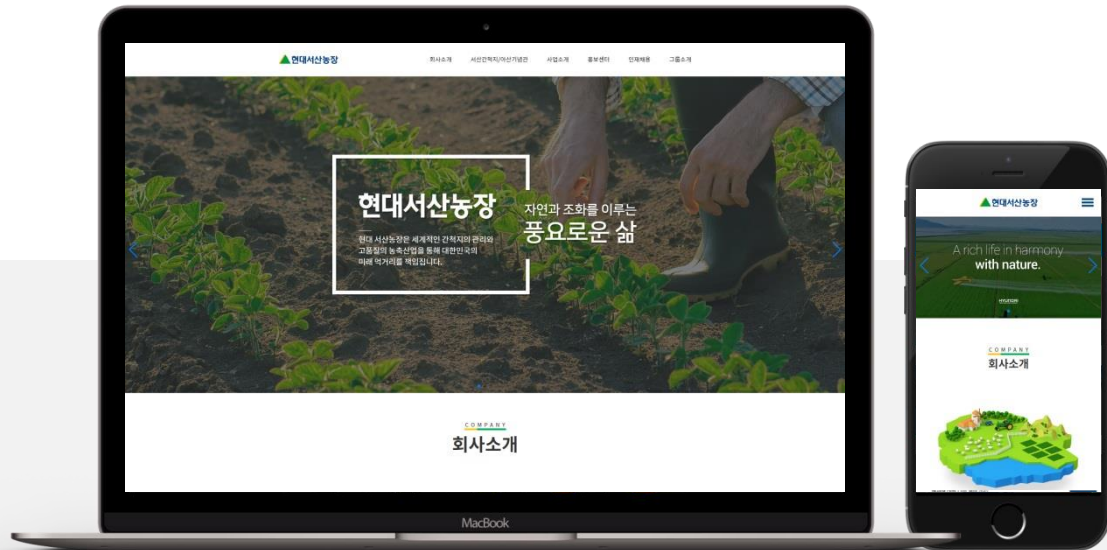 현대서산농장
회사소개 서산간척지/아산기념관 사업소개 홍보센터 인재채용 그룹소개
현대서산농장
현대 서산농장은 세계적인 간척지의 관리와
고품질의 농축산업을 통해 대한민국의
미래 먹거리를 책임집니다.
자연과 조화를 이루는
풍요로운 삶
COMPANY
회사소개
MacBook
현대서산농장
A rich life in harmony
with nature.
HYUNDAI
COMPANY
회사소개